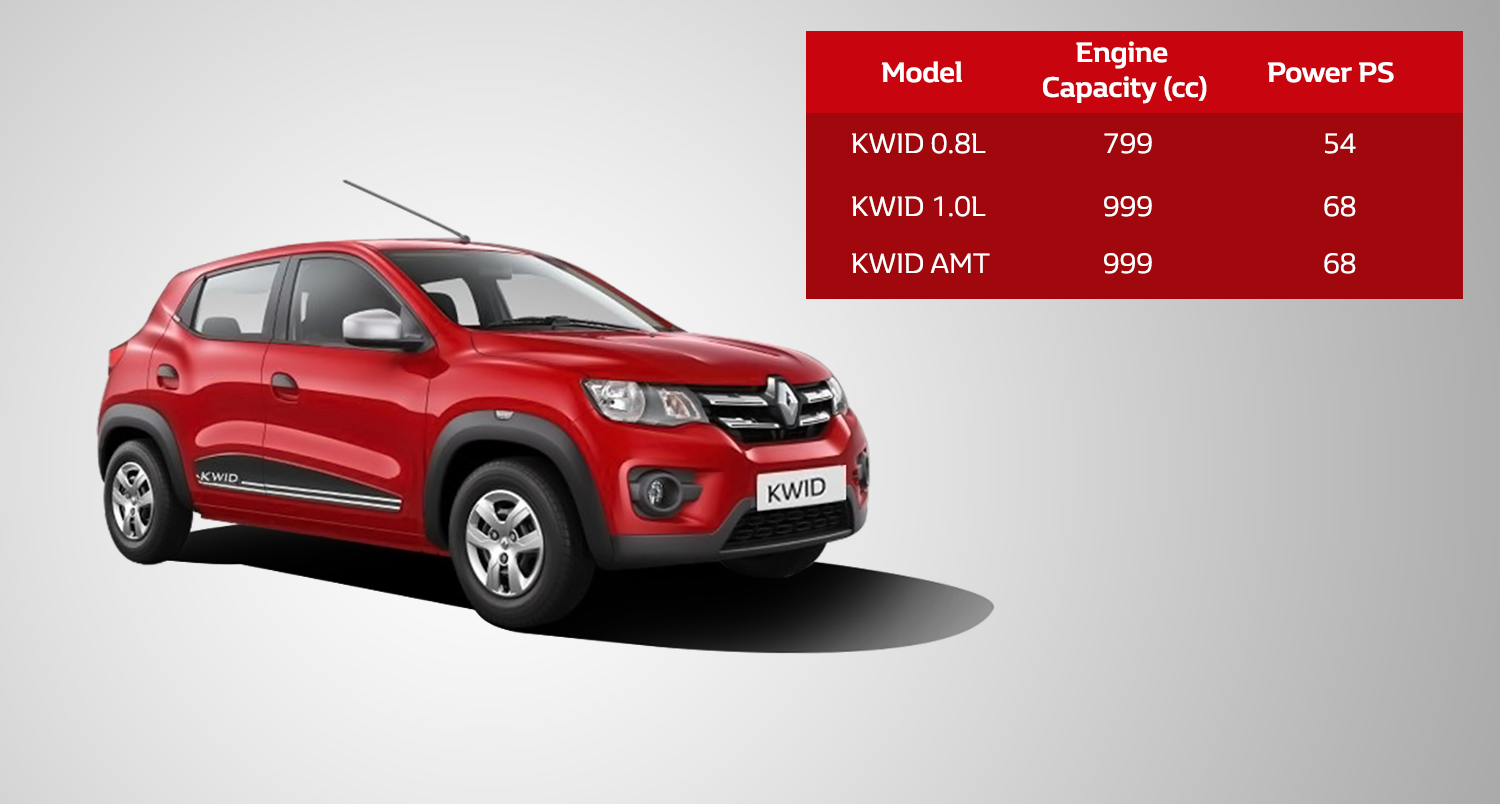 Model Engine Capacity (cc) Power PS
KWID 0.8L 799 54
KWID 1.0L 999 68
KWID AMT 999 68
KWID
KWID